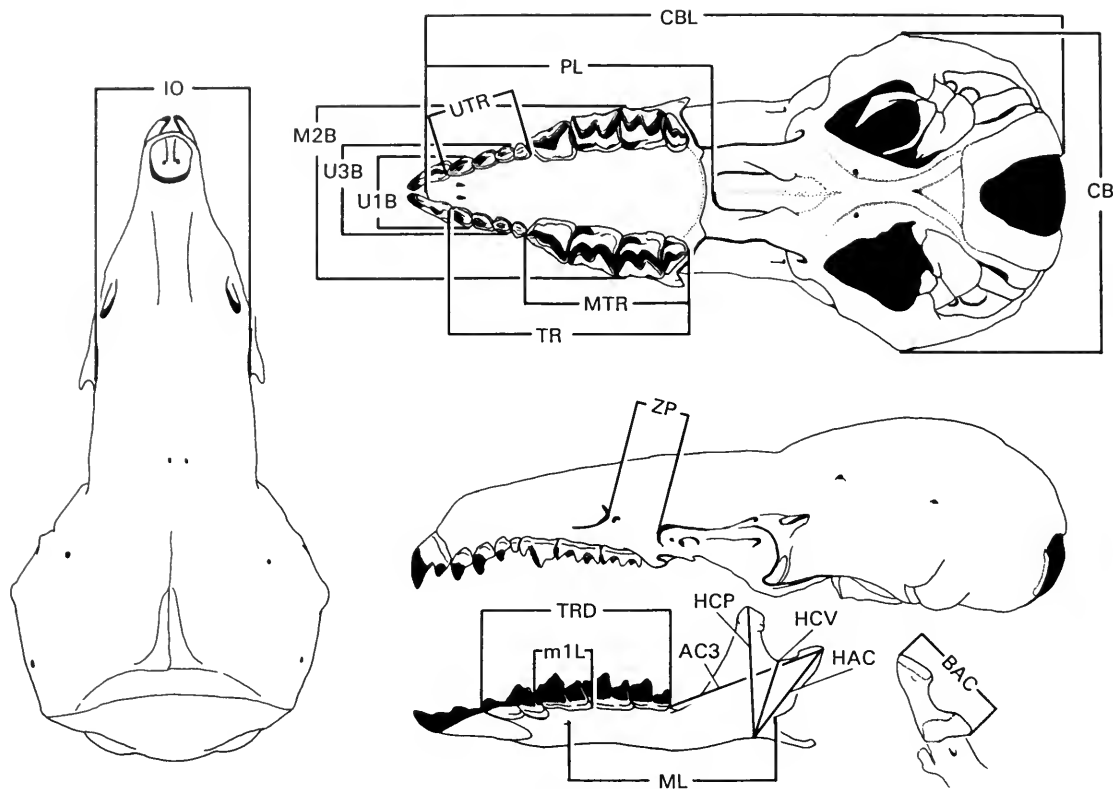 CBL
IO
PL
UTR
M2B
U3B
U1B
CB
MTR
TR
ZP
TRD
HCP
HCV
m1L
AC3
HAC
BAC
ML